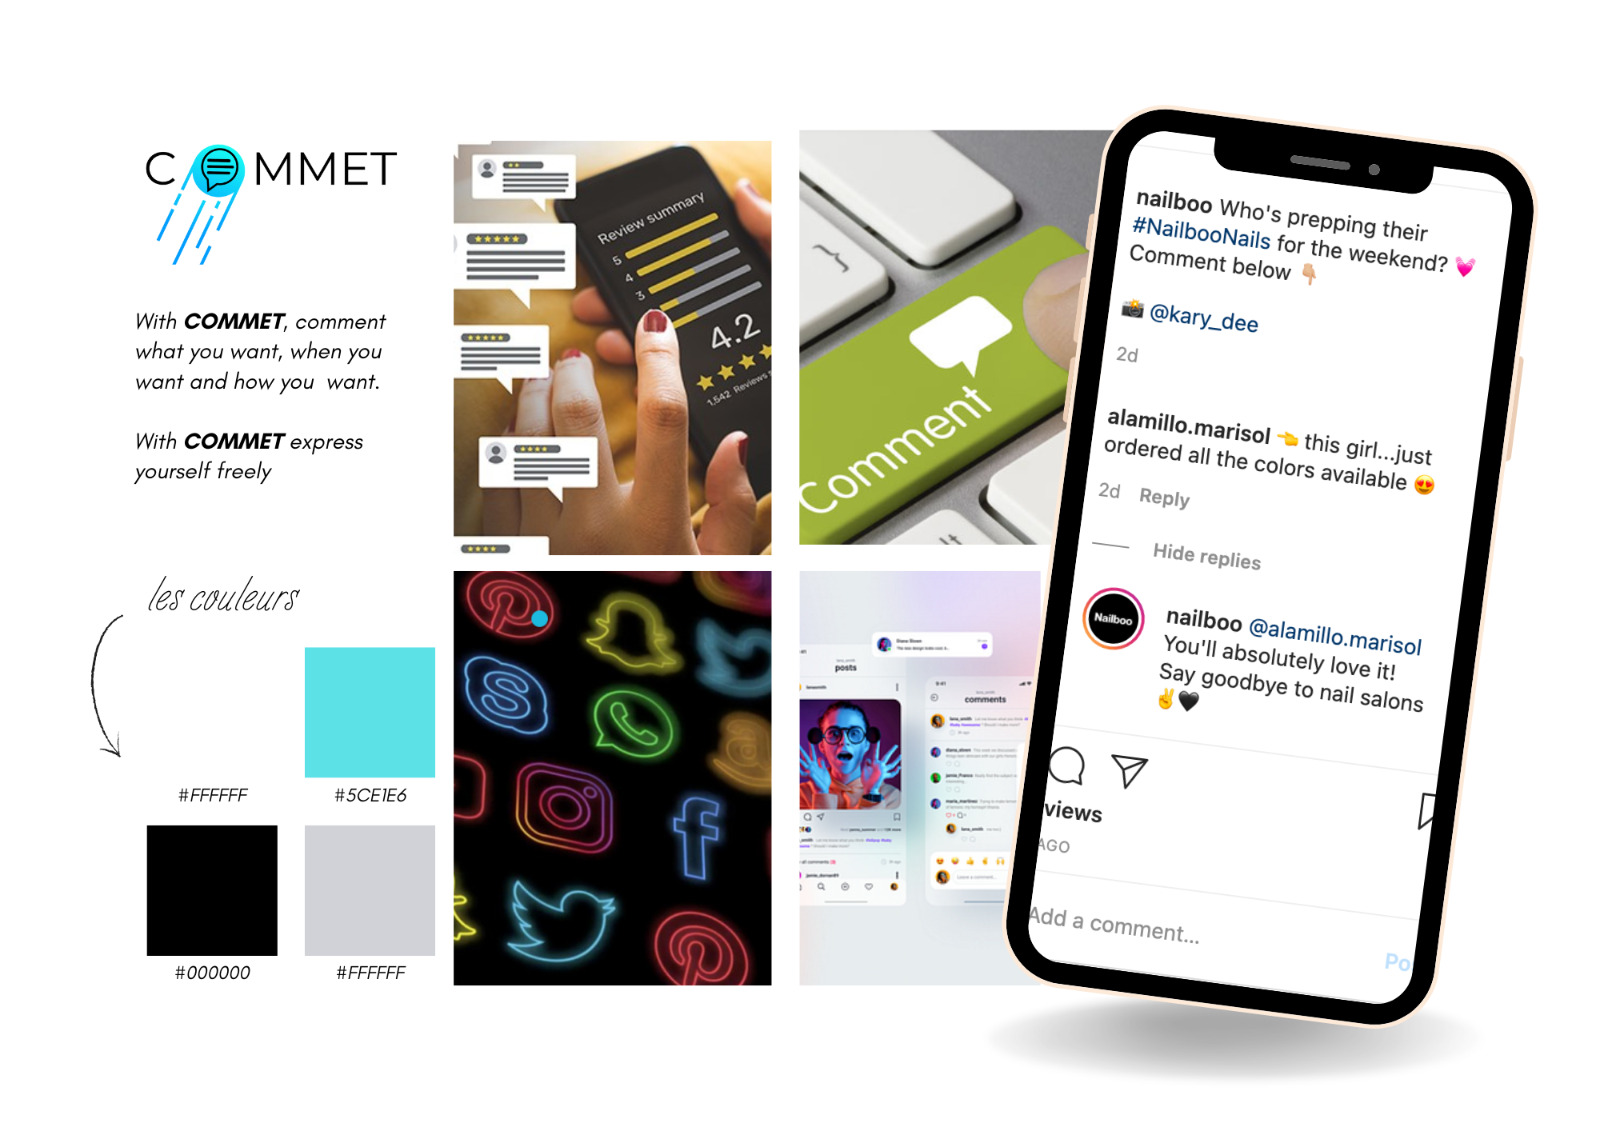 COMMET
With COMMET, comment
what you want, when you
want and how you want.
With COMMET express
yourself freely
les couleurs
#FFFFFF
#5CE1E6
#000000
#FFFFFF
Review summary
5
4
3
4.2
1,542 Reviews
Comment
posts
comments
Leave a comment...
nailboo Who's prepping their
#NailbooNails for the weekend? 💓
Comment below 👇🏼
📸 @kary_dee
2d
alamillo.marisol 👈 this girl...just
ordered all the colors available 😍
2d Reply
Hide replies
Nailboo
nailboo @alamillo.marisol
You'll absolutely love it!
Say goodbye to nail salons
✌️🖤
views
AGO
Add a comment...
Po